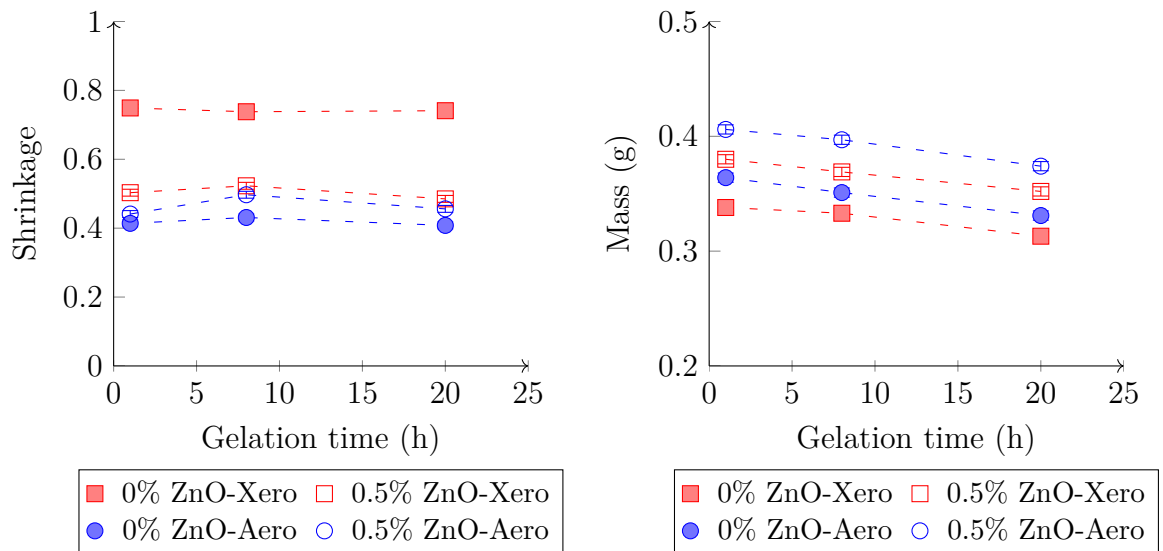 1
0.8
0.6
0.4
0.2
0
Shrinkage
0 5 10 15 20 25
Gelation time (h)
0% ZnO-Xero 0.5% ZnO-Xero
0% ZnO-Aero 0.5% ZnO-Aero
0.5
0.4
0.3
0.2
Mass (g)
0 5 10 15 20 25
Gelation time (h)
0% ZnO-Xero 0.5% ZnO-Xero
0% ZnO-Aero 0.5% ZnO-Aero